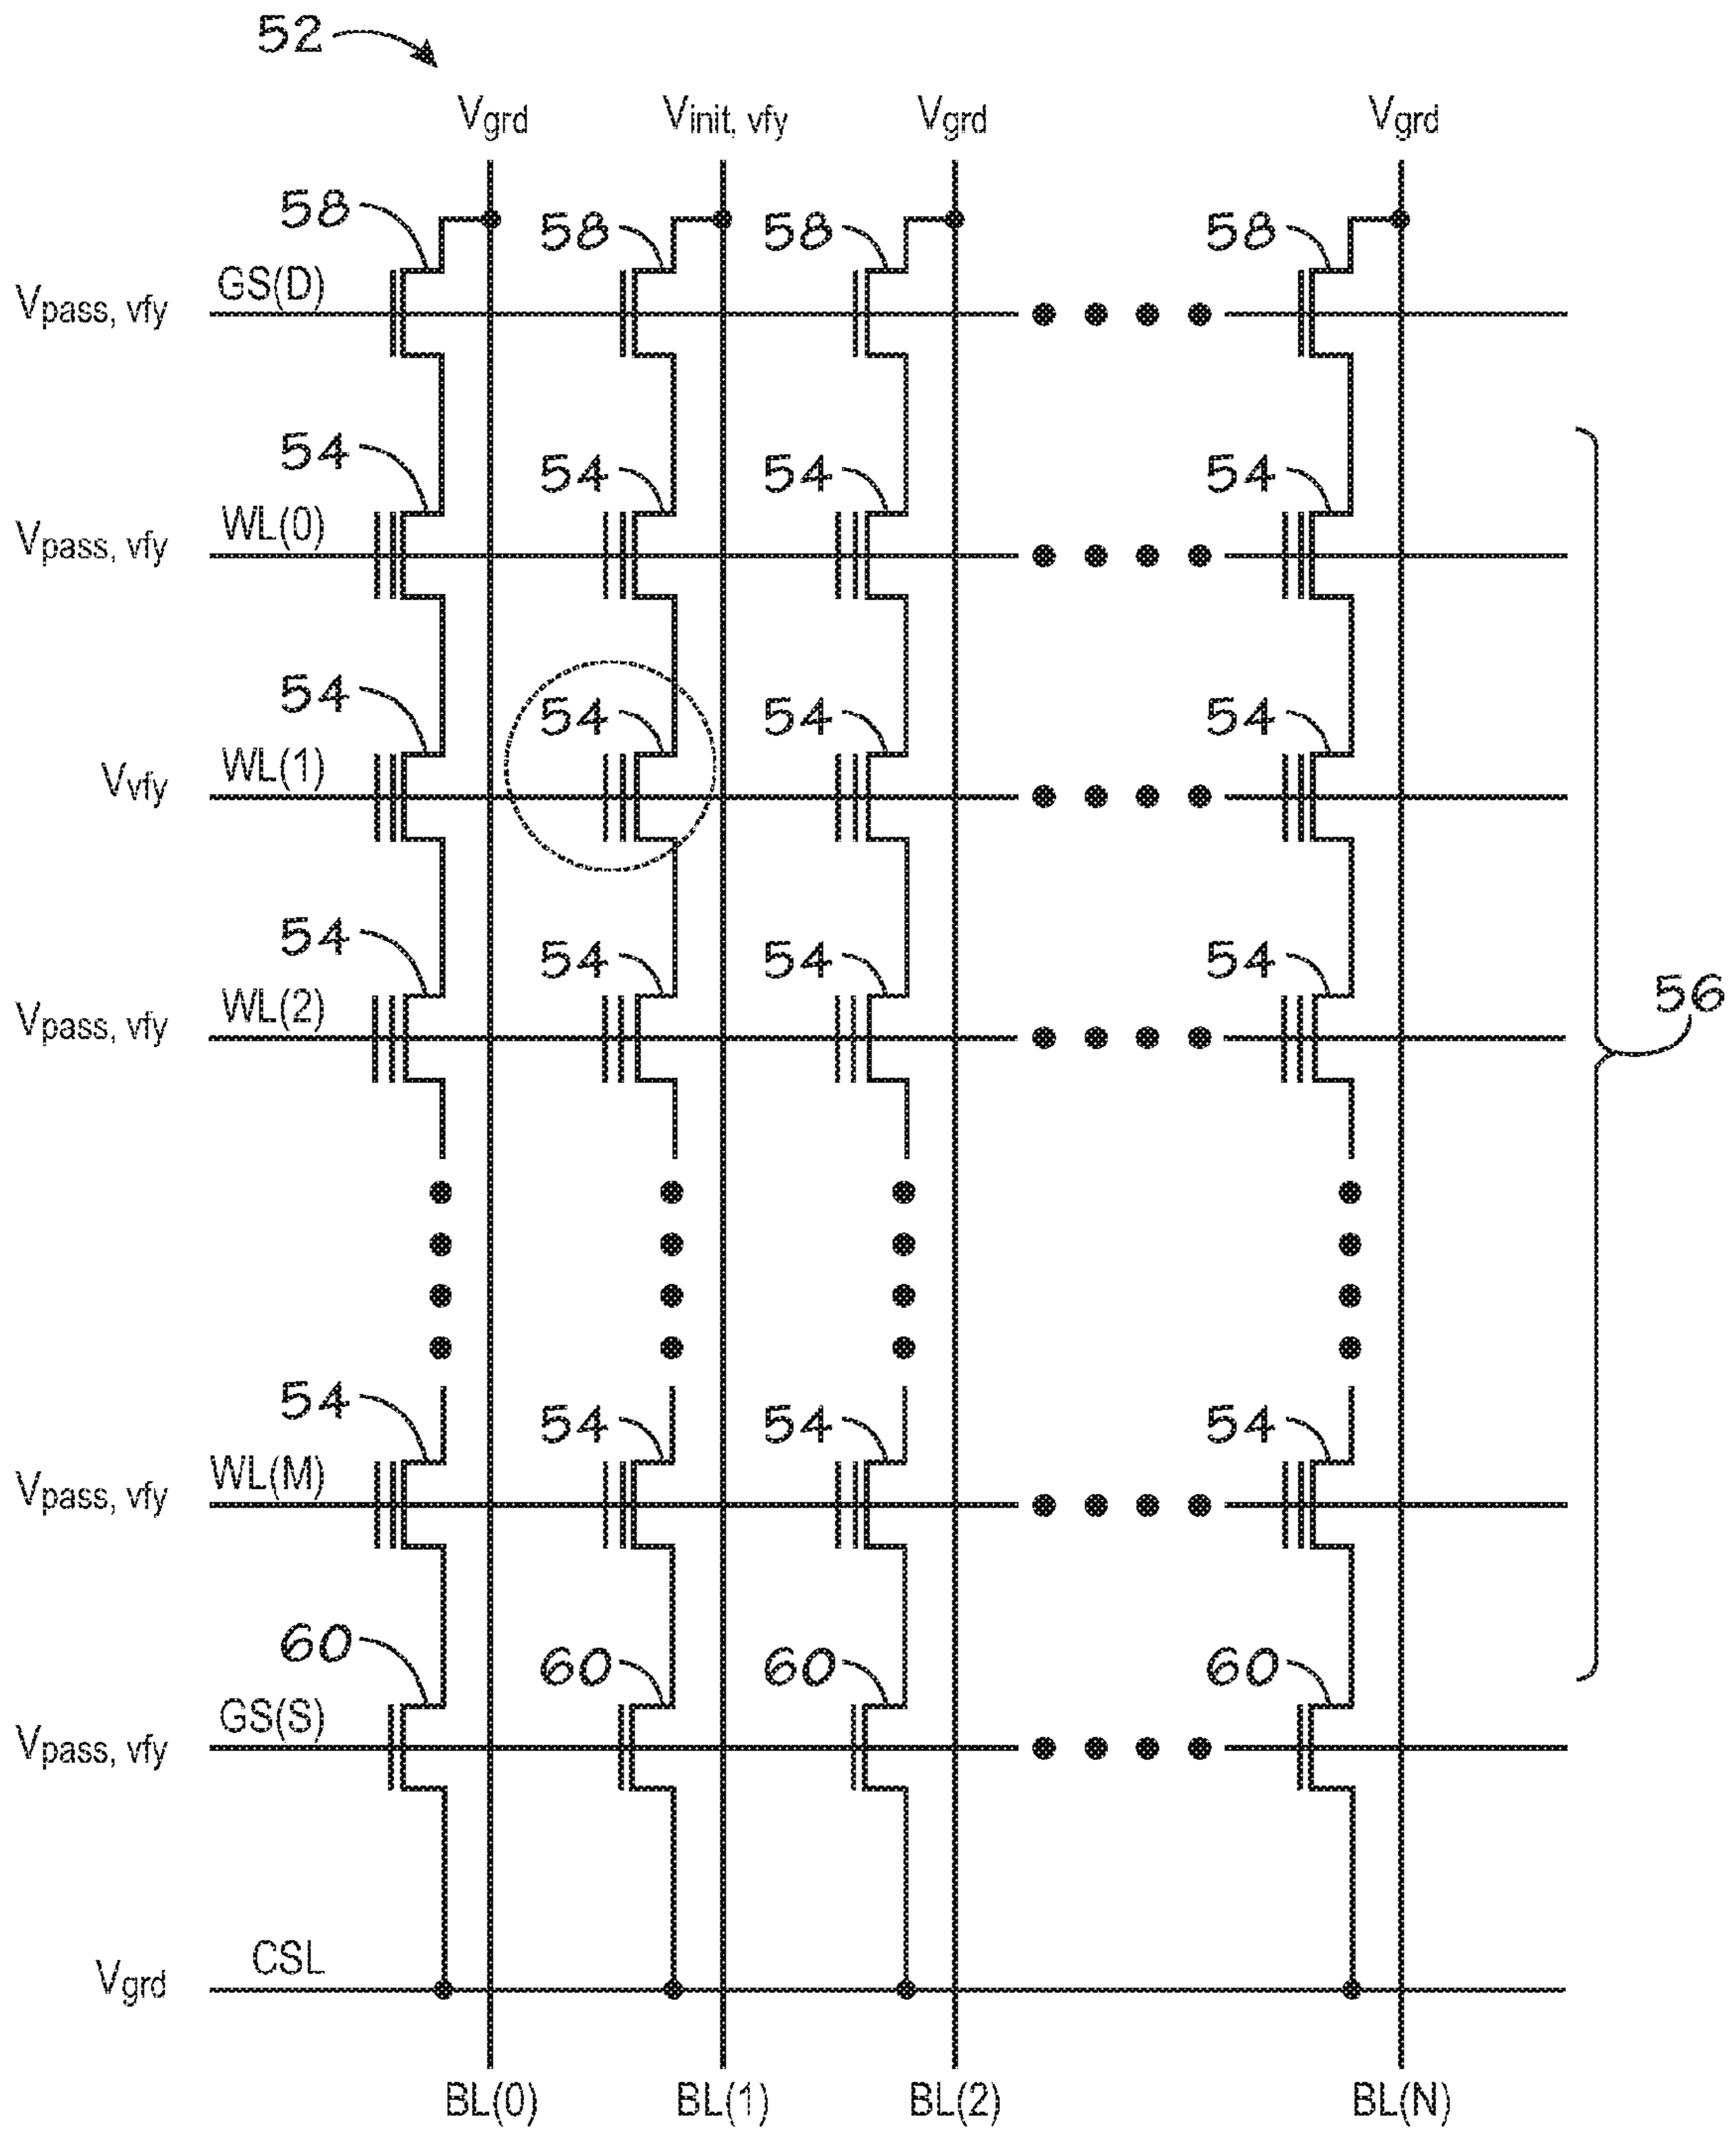 52
Vgrd Vinit, vfy Vgrd Vgrd
58 58 58 58
Vpass, vfy GS(D)
54 54 54 54
Vpass, vfy WL(0)
54 54 54 54
Vvfy WL(1)
54 54 54 54
Vpass, vfy WL(2)
56
54 54 54 54
Vpass, vfy WL(M)
60 60 60 60
Vpass, vfy GS(S)
Vgrd CSL
BL(0) BL(1) BL(2) BL(N)